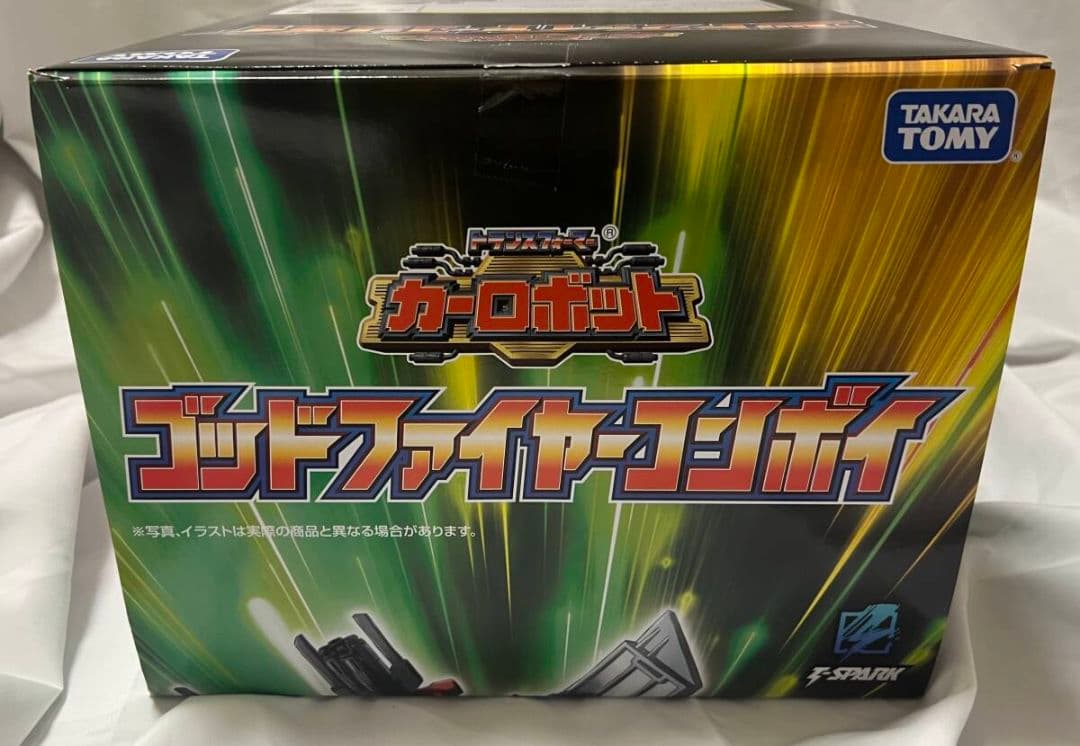 TAKARA
TOMY
®
トランスフォーマー®
カーロボット
ゴッドファイヤーコンボイ
※写真、イラストは実際の商品と異なる場合があります。
T-SPARK